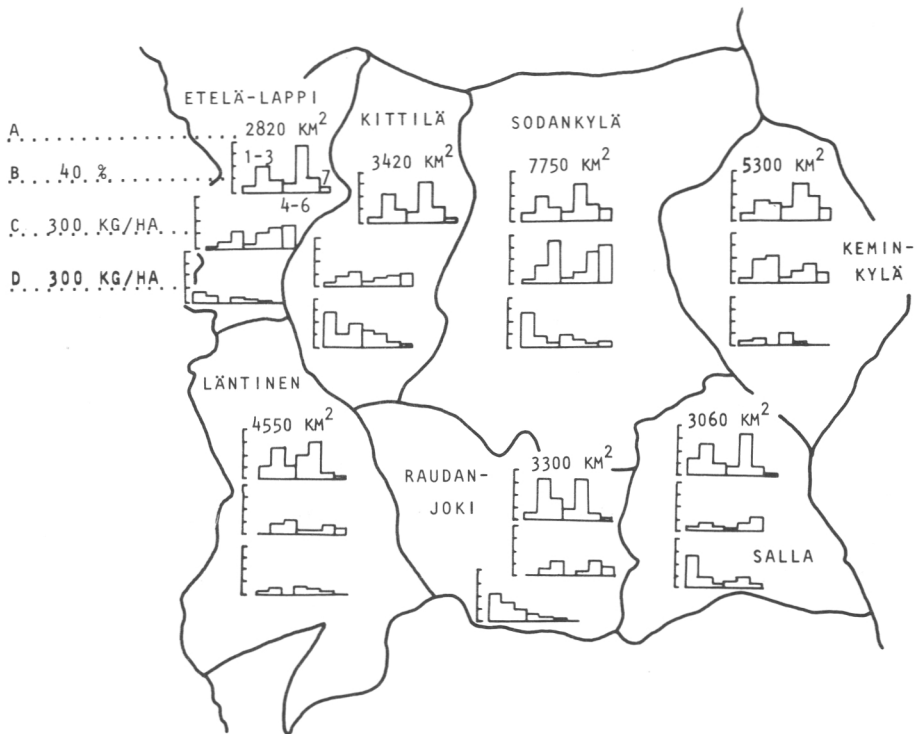 ETELÄ-LAPPI
A 2820 KM²
1-3
B 40 % 7
4-6
C 300 KG/HA
D 300 KG/HA
KITTILÄ
3420 KM²
SODANKYLÄ
7750 KM²
5300 KM²
KEMIN-
KYLÄ
LÄNTINEN
4550 KM²
RAUDAN-
JOKI
3300 KM²
3060 KM²
SALLA